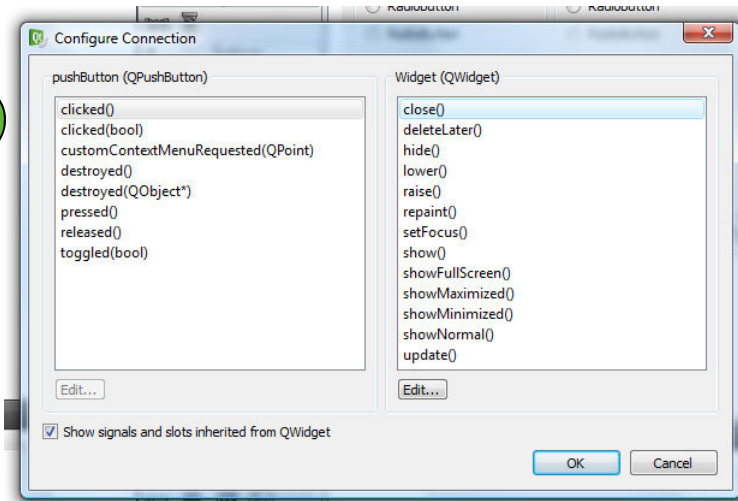 RadioButton RadioButton
Configure Connection
pushButton (QPushButton)
clicked()
clicked(bool)
customContextMenuRequested(QPoint)
destroyed()
destroyed(QObject*)
pressed()
released()
toggled(bool)
Edit...
Widget (QWidget)
close()
deleteLater()
hide()
lower()
raise()
repaint()
setFocus()
show()
showFullScreen()
showMaximized()
showMinimized()
showNormal()
update()
Edit...
Show signals and slots inherited from QWidget
OK Cancel